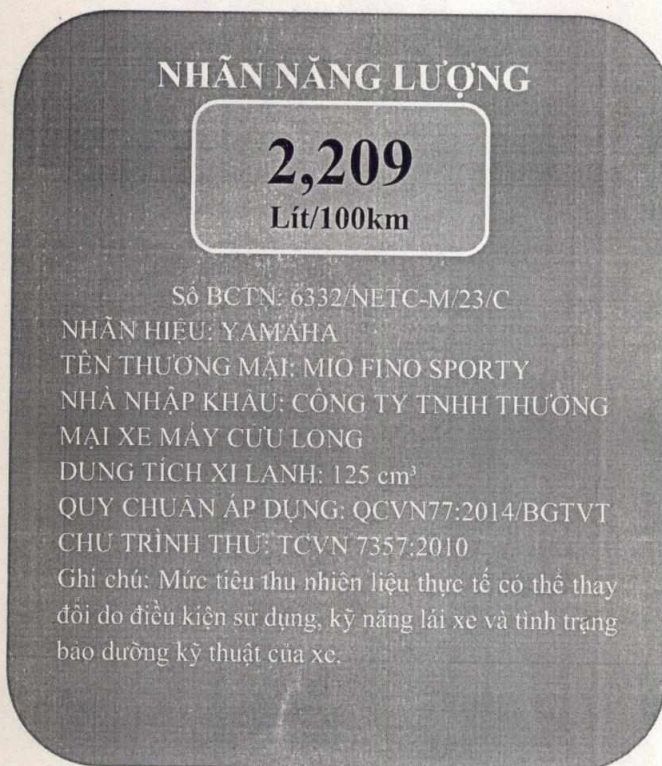 NHÃN NĂNG LƯỢNG
2,209
Lít/100km
Số BCTN: 6332/NETC-M/23/C
NHÃN HIỆU: YAMAHA
TÊN THƯƠNG MẠI: MIO FINO SPORTY
NHÀ NHẬP KHẨU: CÔNG TY TNHH THƯƠNG
MẠI XE MÁY CỬU LONG
DUNG TÍCH XI LANH: 125 cm³
QUY CHUẨN ÁP DỤNG: QCVN77:2014/BGTVT
CHU TRÌNH THỬ: TCVN 7357:2010
Ghi chú: Mức tiêu thụ nhiên liệu thực tế có thể thay
đổi do điều kiện sử dụng, kỹ năng lái xe và tình trạng
bảo dưỡng kỹ thuật của xe.